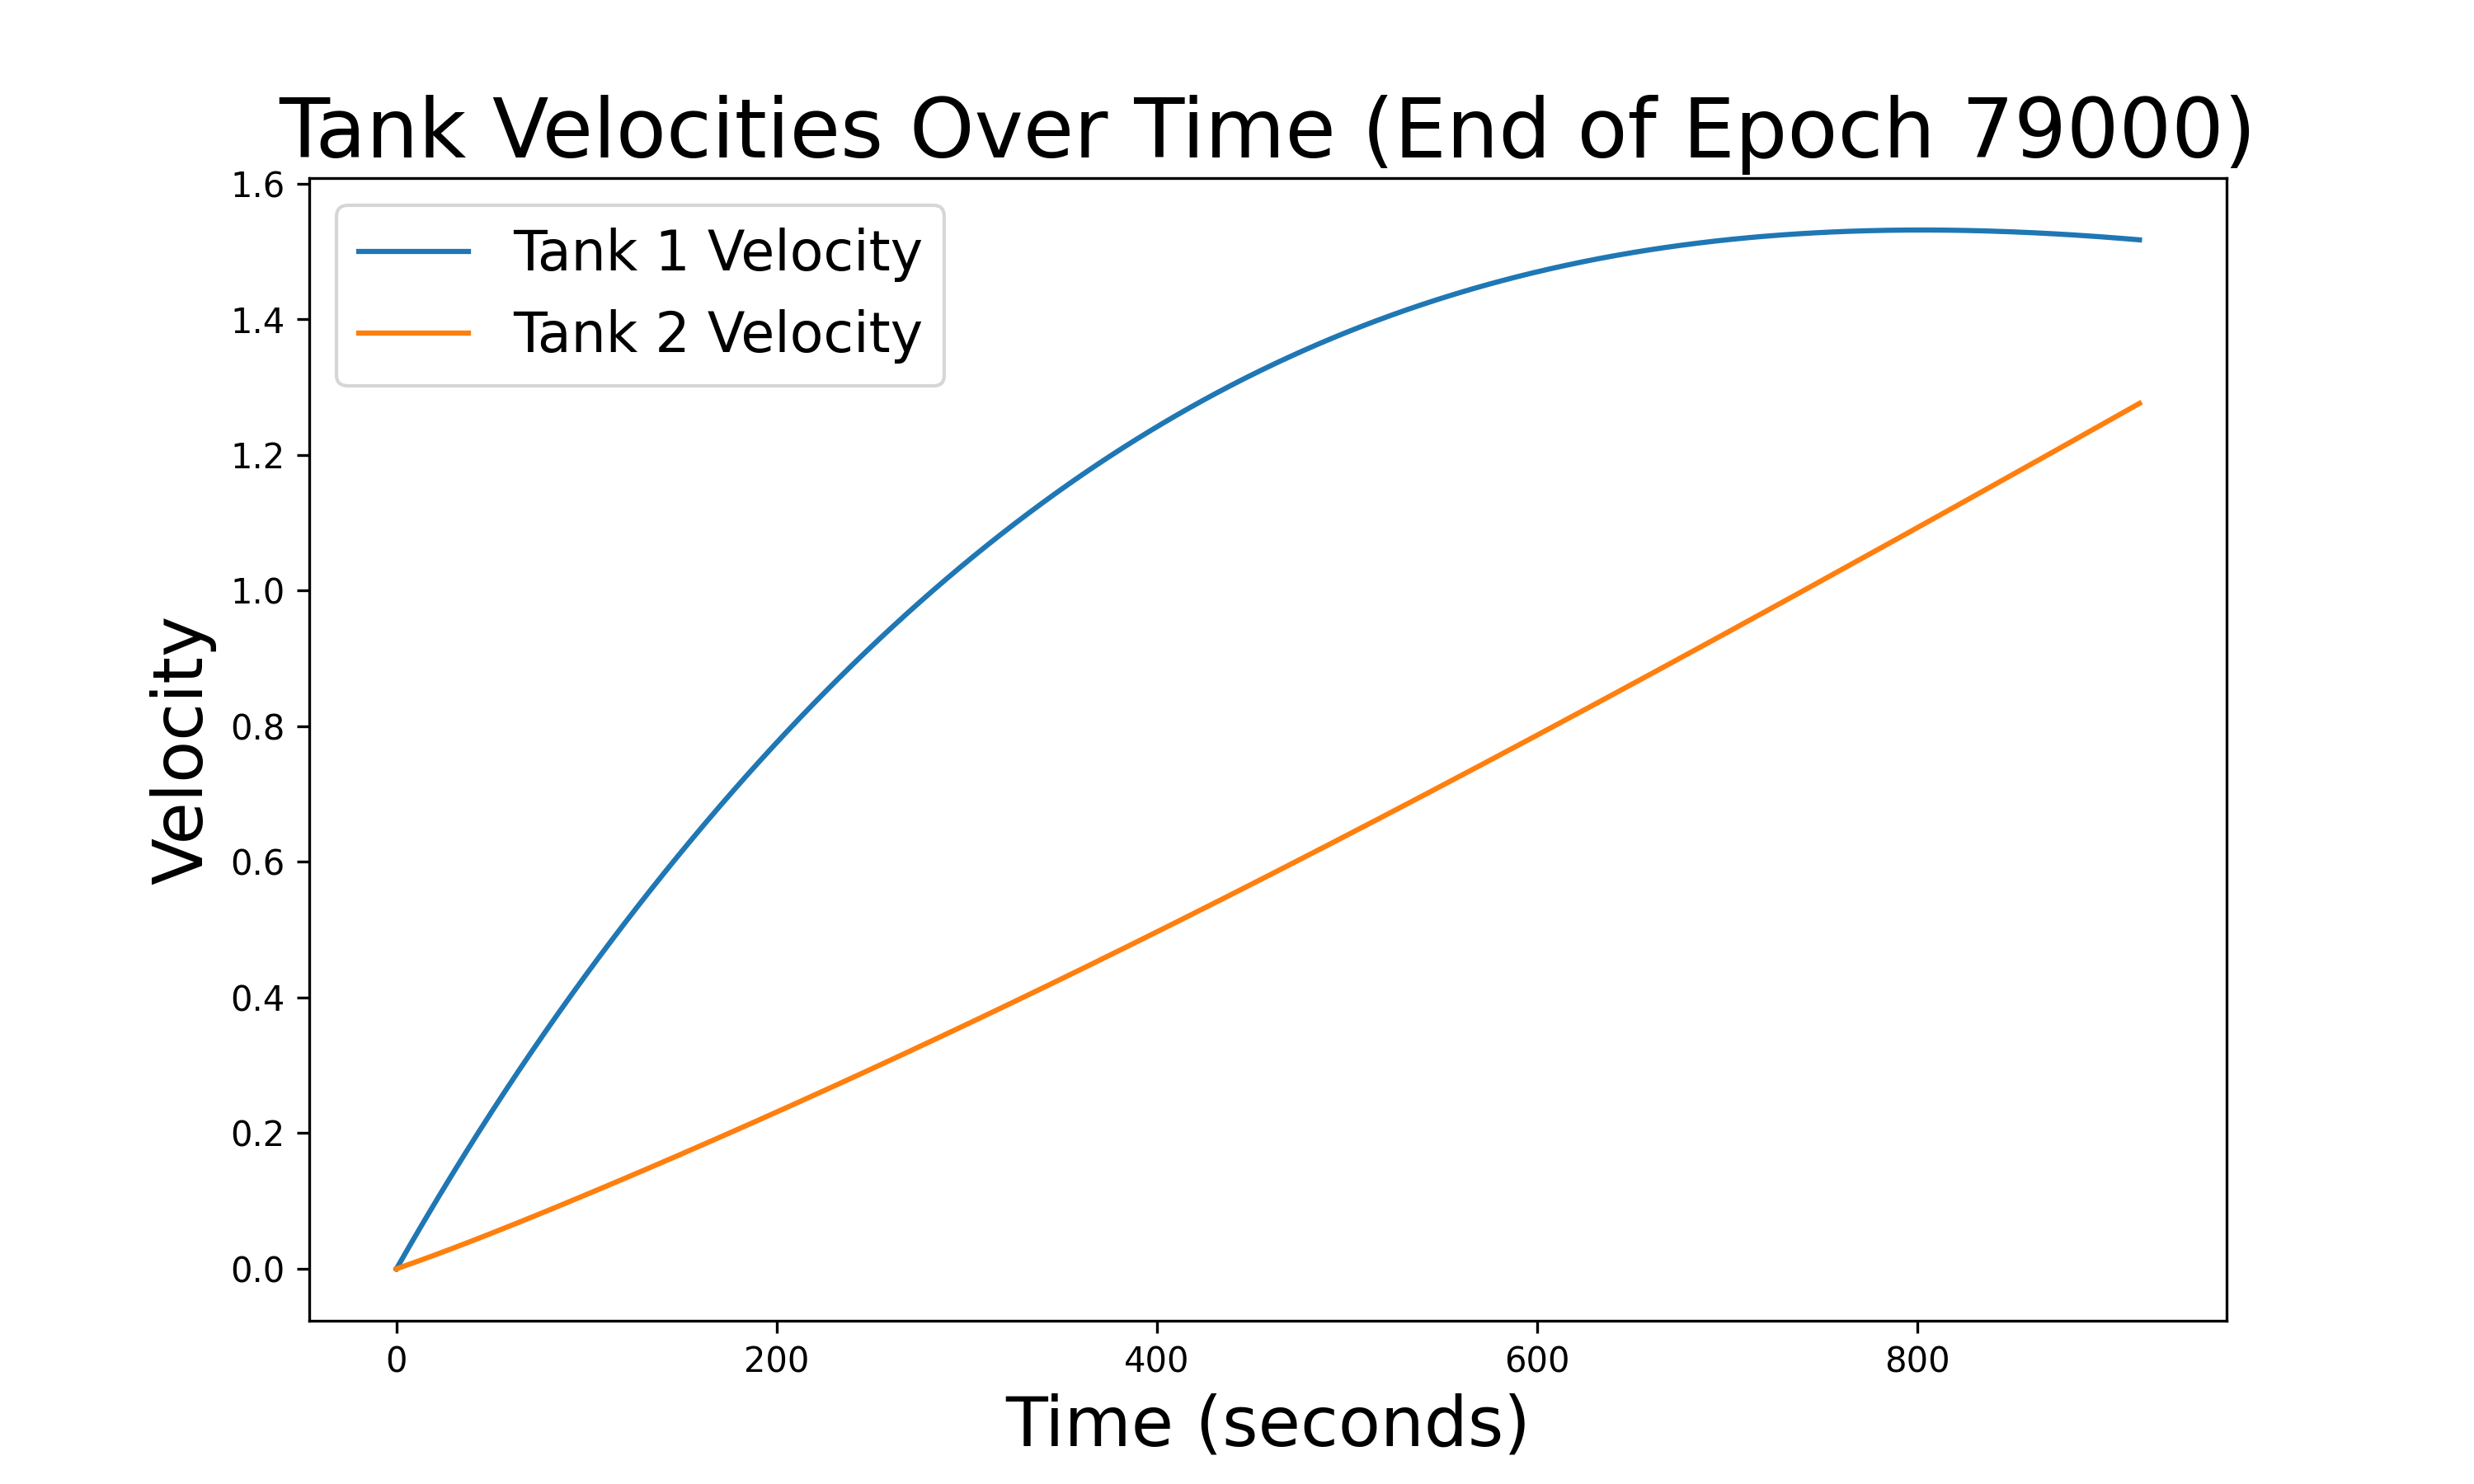 Tank Velocities Over Time (End of Epoch 79000)
1.6
Tank 1 Velocity
Tank 2 Velocity
1.4
1.2
1.0
0.8
0.6
0.4
0.2
0.0
Velocity
0 200 400 600 800
Time (seconds)